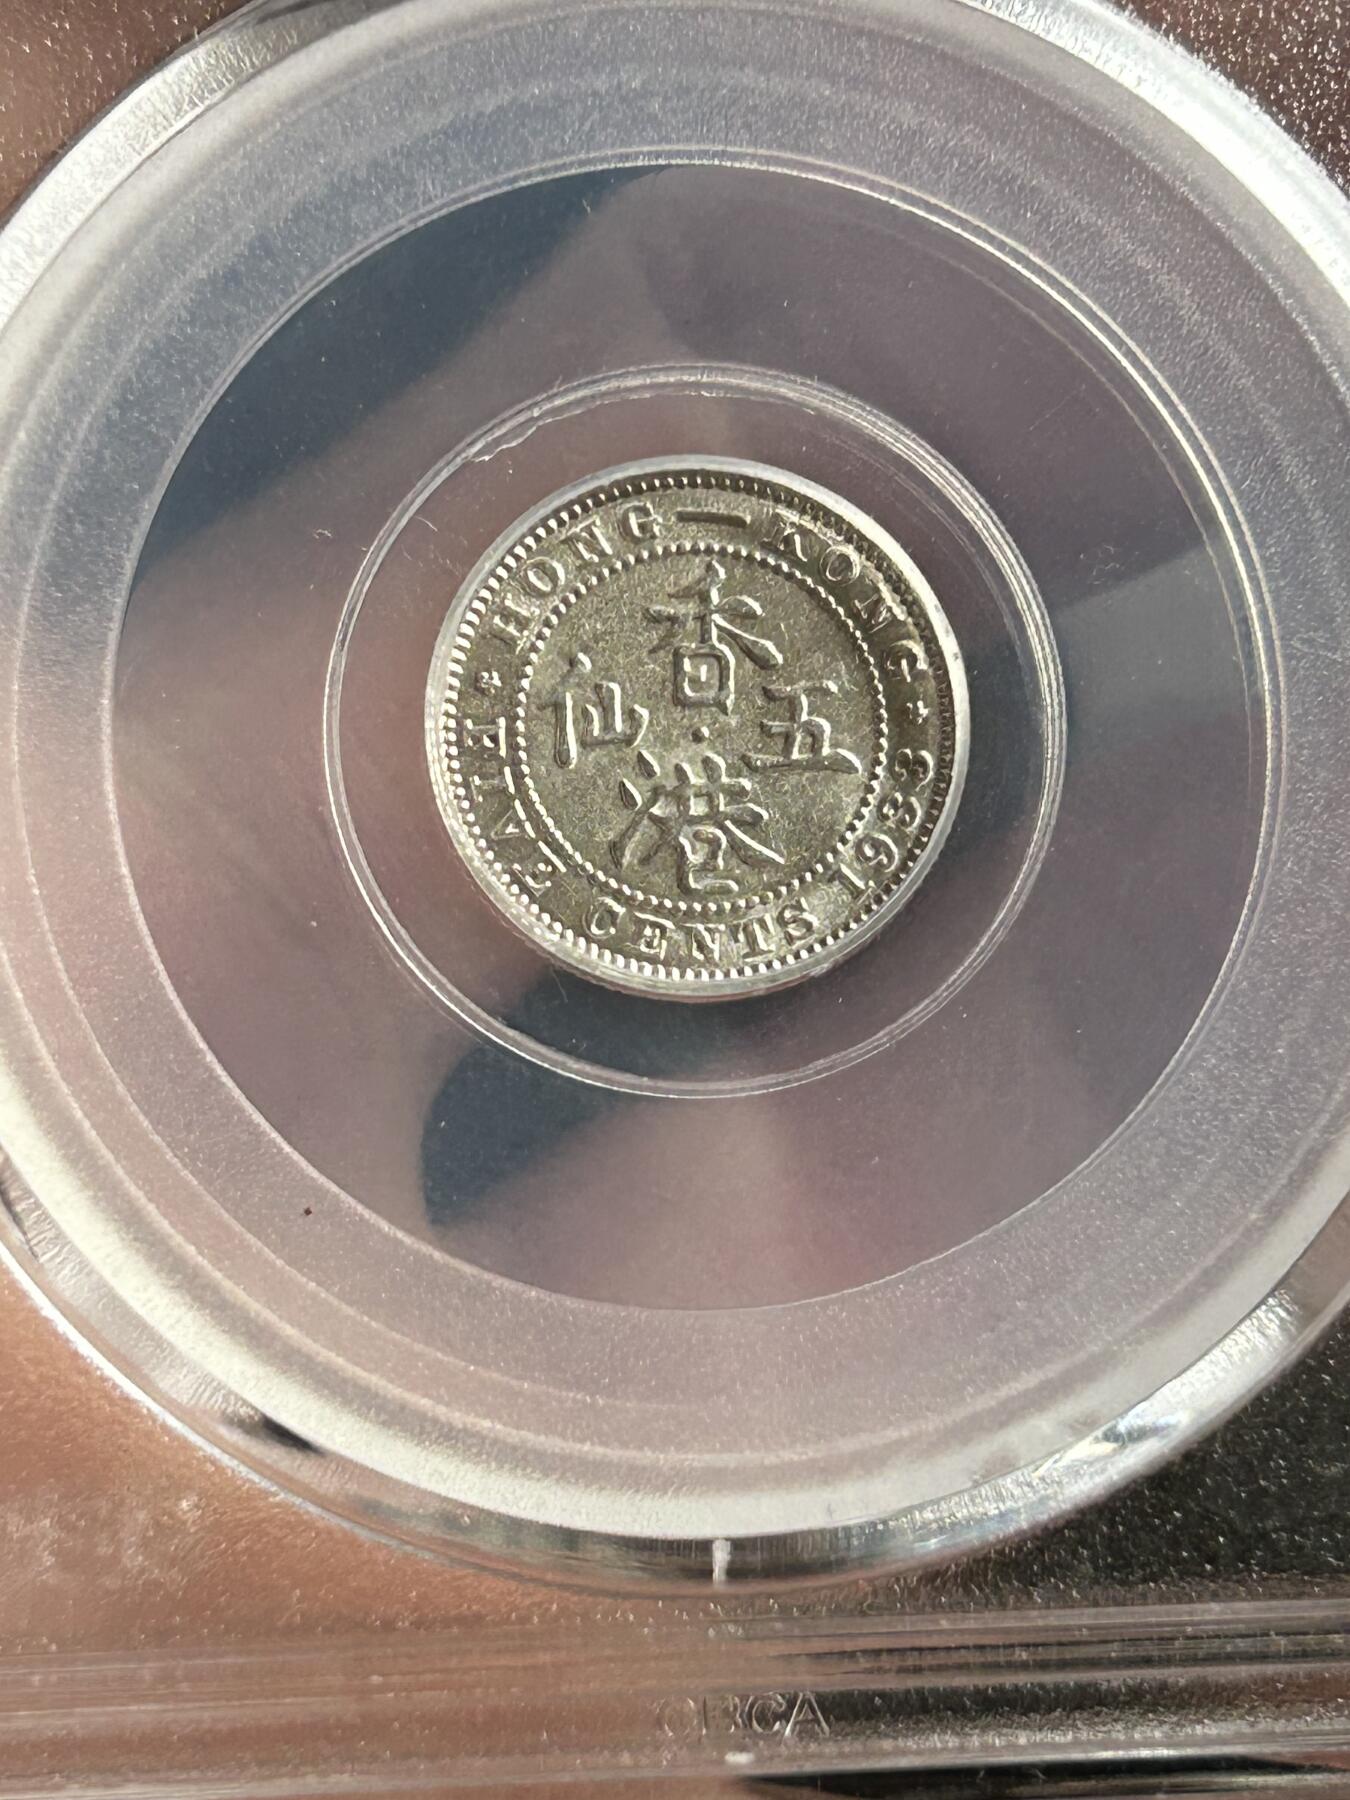 HONG—KONG
FIVE CENTS 1933
香
仙 五
港
CBCA